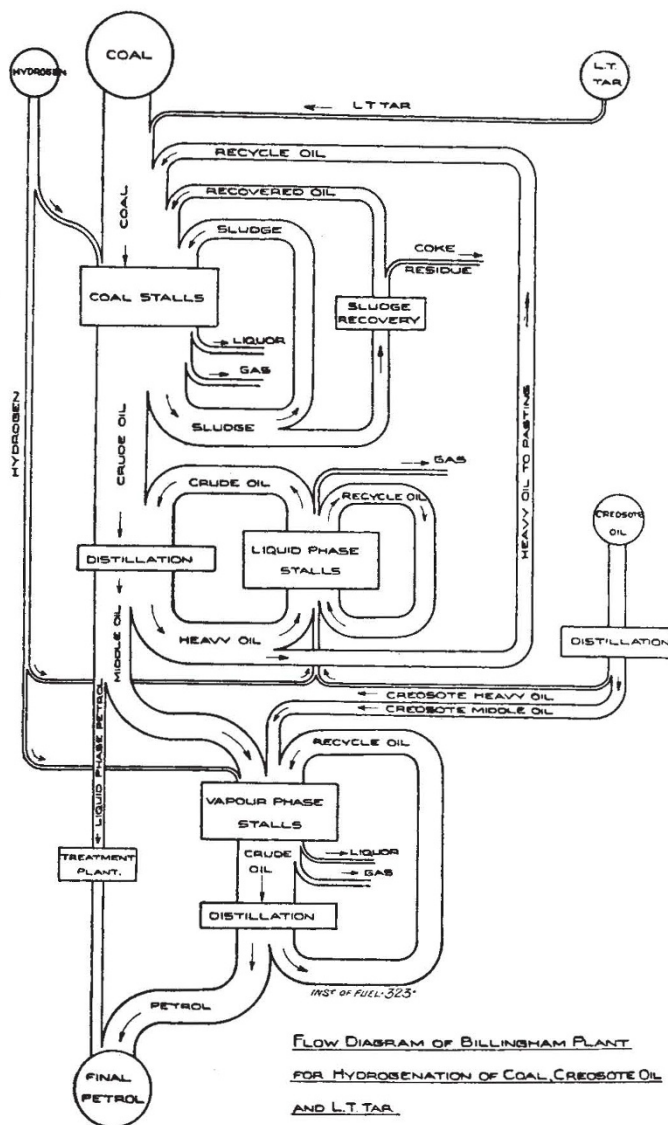 COAL
HYDROGEN
L.T.
TAR
LT TAR
RECYCLE OIL
RECOVERED OIL
COAL
SLUDGE
COKE
RESIDUE
COAL STALLS
SLUDGE
RECOVERY
LIQUOR
GAS
SLUDGE
HYDROGEN
CRUDE OIL
HEAVY OIL TO PASTING
GAS
CRUDE OIL
RECYCLE OIL
CREOSOTE
OIL
DISTILLATION
LIQUID PHASE
STALLS
HEAVY OIL
DISTILLATION
MIDDLE OIL
CREOSOTE HEAVY OIL
CREOSOTE MIDDLE OIL
LIQUID PHASE PETROL
RECYCLE OIL
VAPOUR PHASE
STALLS
TREATMENT
PLANT.
CRUDE
OIL
LIQUOR
GAS
DISTILLATION
INST OF FUEL·323·
PETROL
FINAL
PETROL
FLOW DIAGRAM OF BILLINGHAM PLANT
FOR HYDROGENATION OF COAL, CREOSOTE OIL
AND L.T. TAR